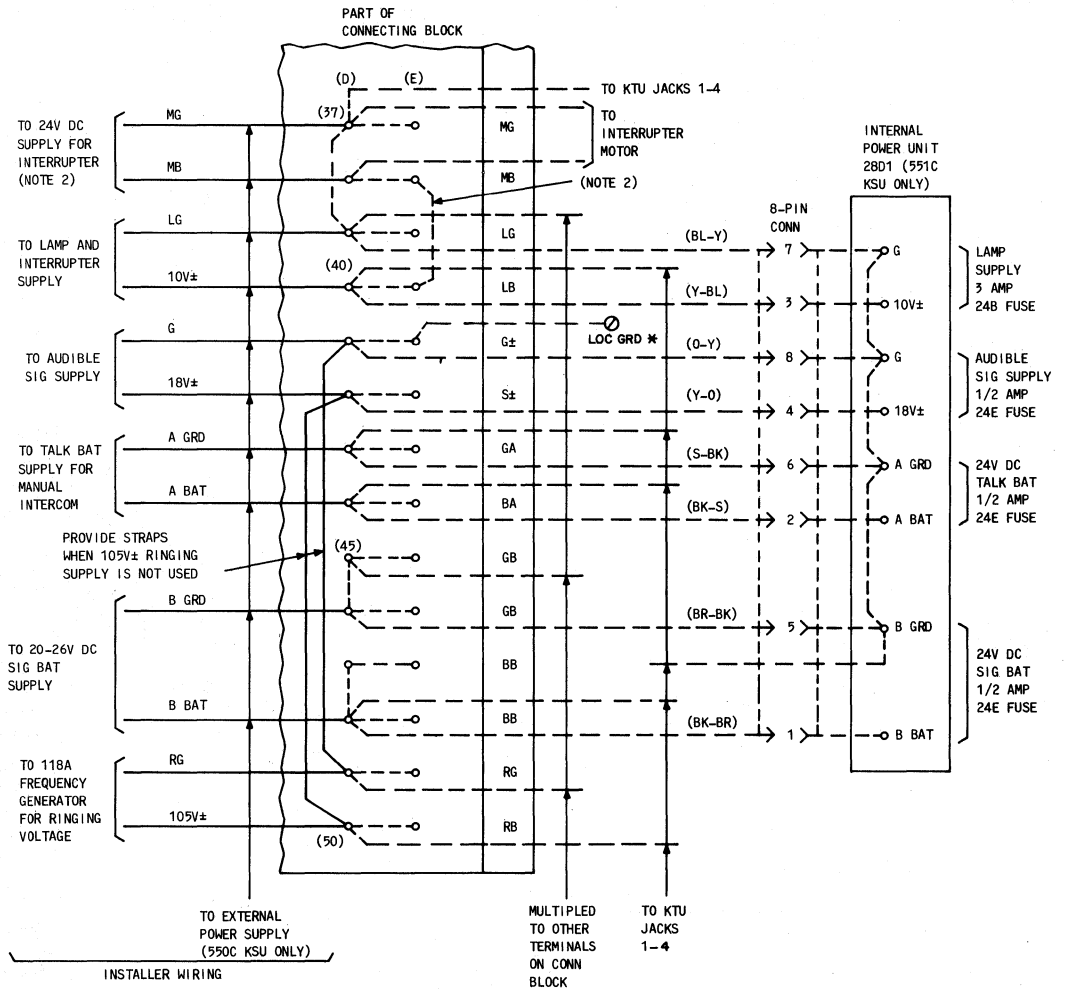 PART OF
CONNECTING BLOCK
(D)
(E)
TO KTU JACKS 1-4
MG
(37)
MG
TO
INTERRUPTER
MOTOR
TO 24V DC
SUPPLY FOR
INTERRUPTER
(NOTE 2)
MB
MB
(NOTE 2)
INTERNAL
POWER UNIT
28D1 (551C
KSU ONLY)
8-PIN
CONN
LG
LG
(BL-Y)
7
G
TO LAMP AND
INTERRUPTER
SUPPLY
10V±
(40)
LB
(Y-BL)
3
10V±
LAMP
SUPPLY
3 AMP
24B FUSE
G
G±
LOC GRD *
(O-Y)
8
G
TO AUDIBLE
SIG SUPPLY
18V±
S±
(Y-O)
4
18V±
AUDIBLE
SIG SUPPLY
1/2 AMP
24E FUSE
A GRD
GA
(S-BK)
6
A GRD
TO TALK BAT
SUPPLY FOR
MANUAL
INTERCOM
A BAT
BA
(BK-S)
2
A BAT
24V DC
TALK BAT
1/2 AMP
24E FUSE
PROVIDE STRAPS
WHEN 105V± RINGING
SUPPLY IS NOT USED
(45)
GB
B GRD
GB
(BR-BK)
5
B GRD
TO 20-26V DC
SIG BAT
SUPPLY
BB
B BAT
BB
(BK-BR)
1
B BAT
24V DC
SIG BAT
1/2 AMP
24E FUSE
RG
RG
TO 118A
FREQUENCY
GENERATOR
FOR RINGING
VOLTAGE
105V±
(50)
RB
TO EXTERNAL
POWER SUPPLY
(550C KSU ONLY)
INSTALLER WIRING
MULTIPLED
TO OTHER
TERMINALS
ON CONN
BLOCK
TO KTU
JACKS
1-4